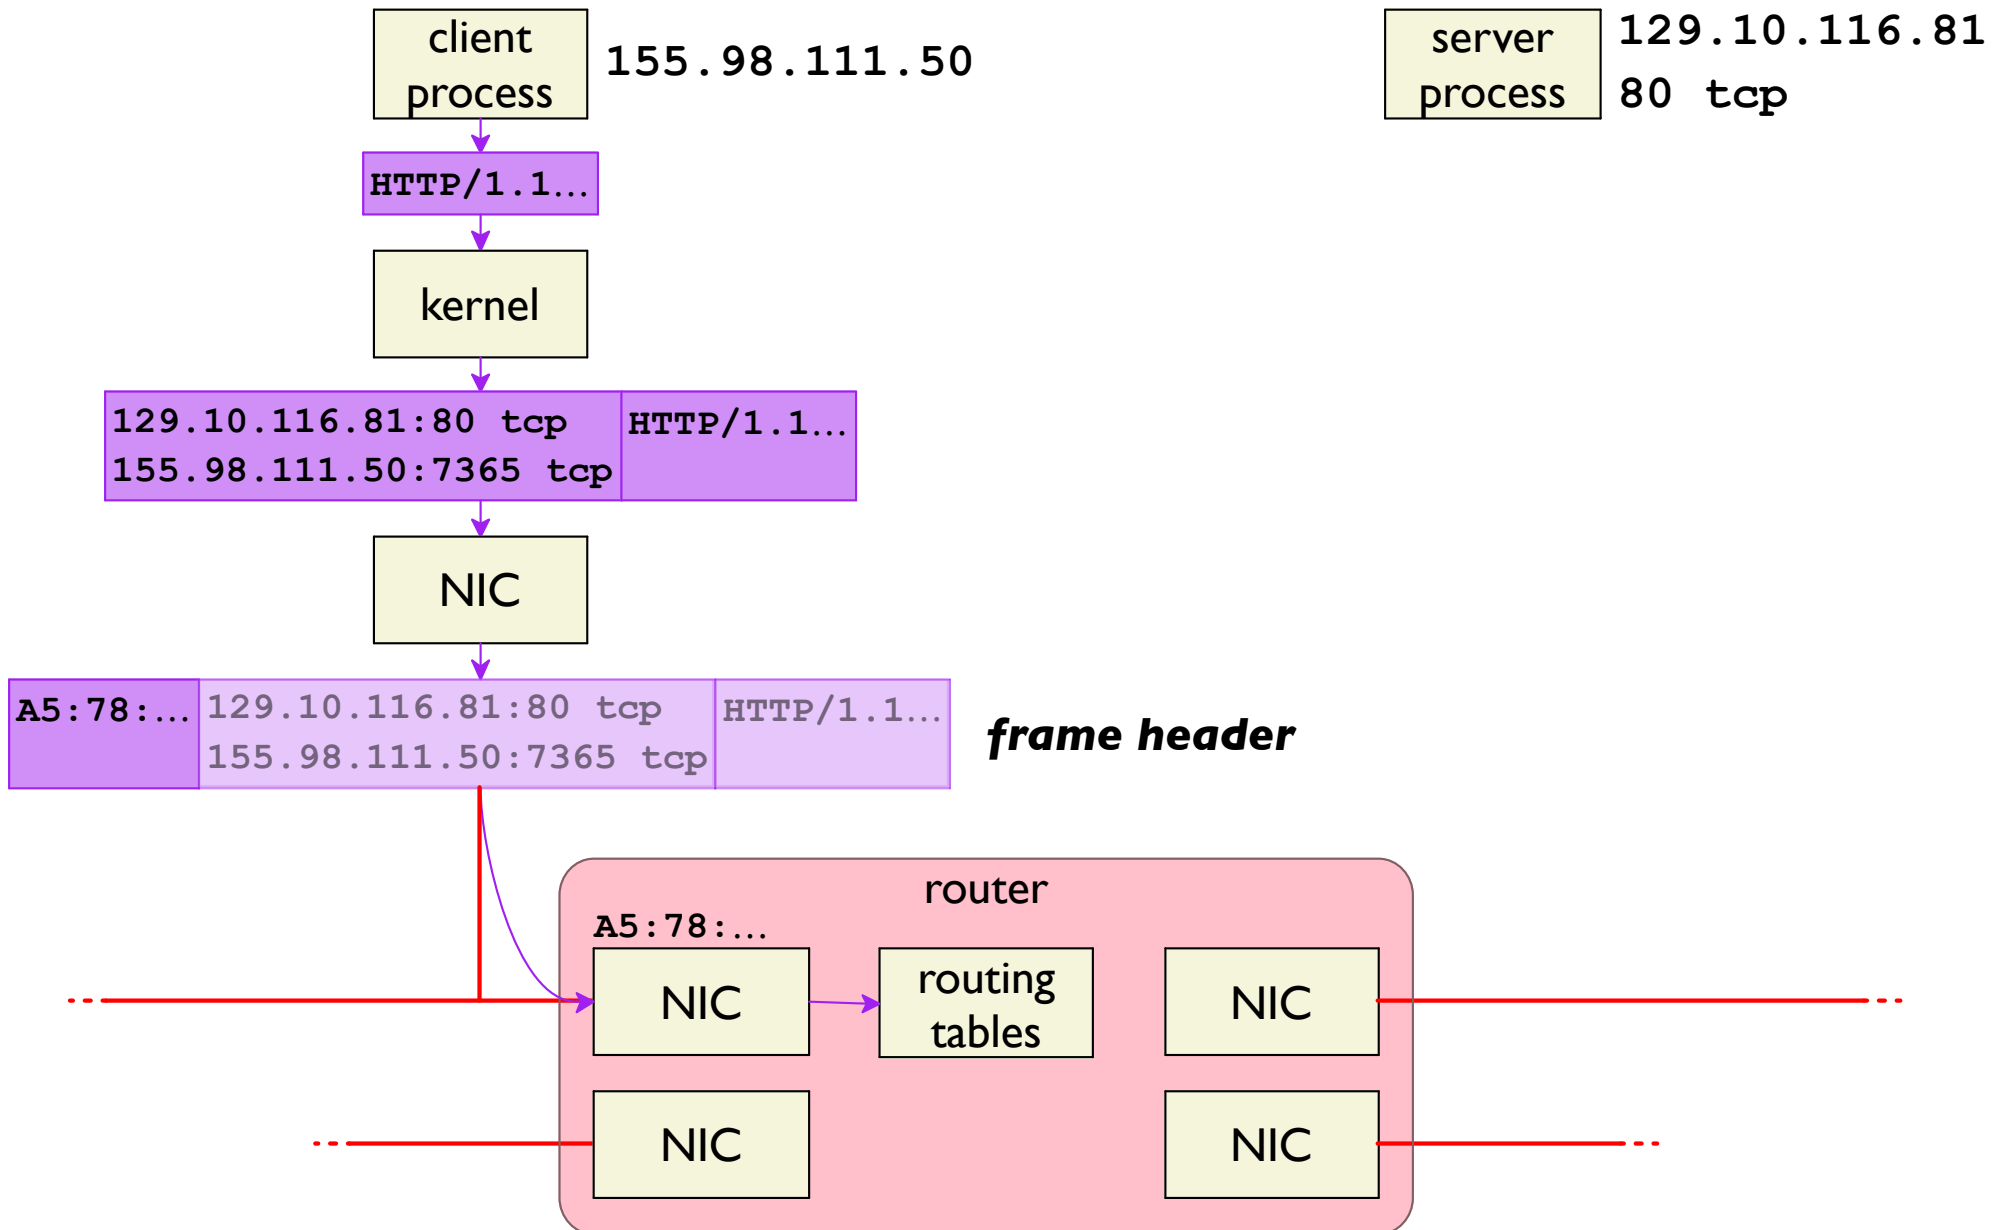 client
process
155.98.111.50
server
process
129.10.116.81
80 tcp
HTTP/1.1...
kernel
129.10.116.81:80 tcp
155.98.111.50:7365 tcp
HTTP/1.1...
NIC
A5:78:...
129.10.116.81:80 tcp
155.98.111.50:7365 tcp
HTTP/1.1...
frame header
router
A5:78:...
NIC
routing
tables
NIC
NIC
NIC